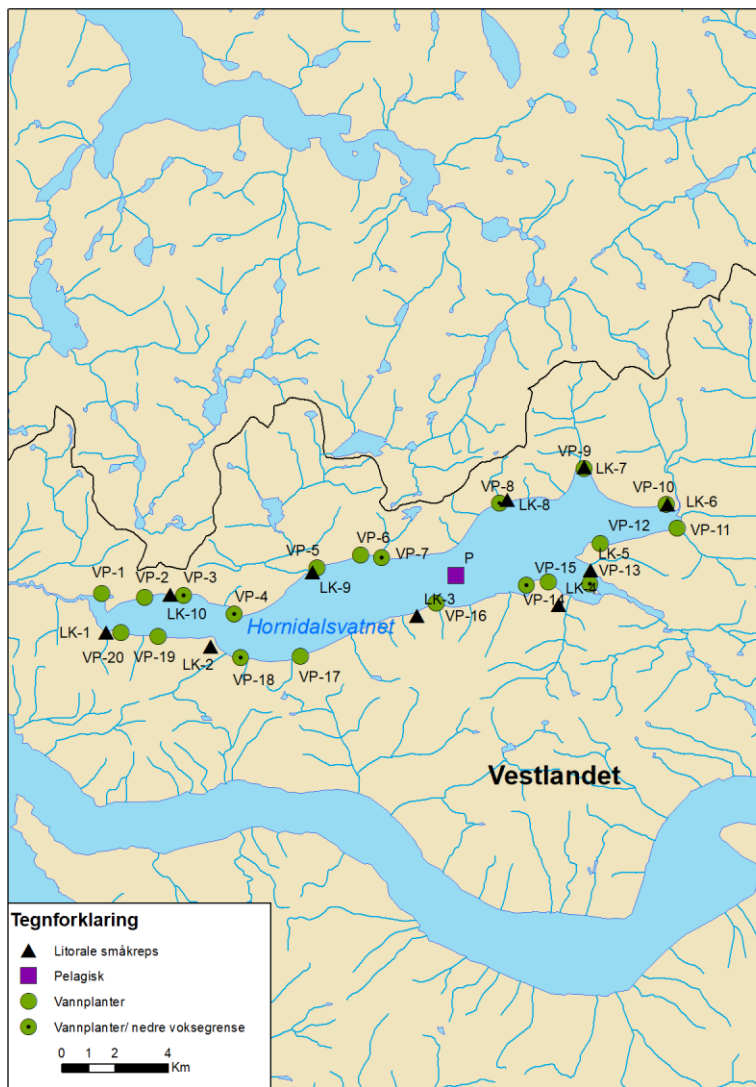 VP-9
LK-7
VP-8
LK-8
VP-10
LK-6
VP-11
VP-12
VP-6
VP-5
VP-7
LK-9
P
LK-5
VP-13
VP-15
LK-4
VP-14
VP-1
VP-2
VP-3
LK-10
VP-4
LK-3
VP-16
Hornidalsvatnet
LK-1
VP-20
VP-19
LK-2
VP-18
VP-17
Vestlandet
Tegnforklaring
Litorale småkreps
Pelagisk
Vannplanter
Vannplanter/ nedre voksegrense
0 1 2 4
Km